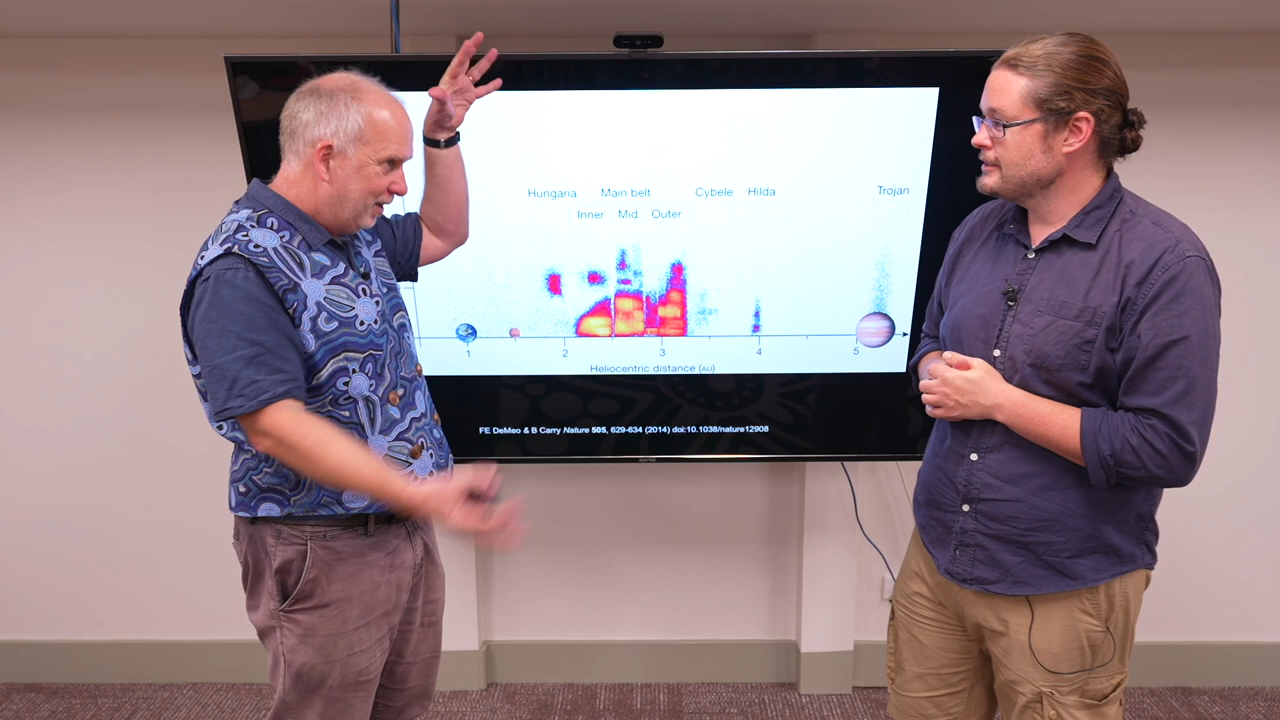 Hungaria Main belt Cybele Hilda Trojan
Inner Mid Outer
1 2 3 4 5
Heliocentric distance (AU)
FE DeMeo & B Carry Nature 505, 629-634 (2014) doi:10.1038/nature12908